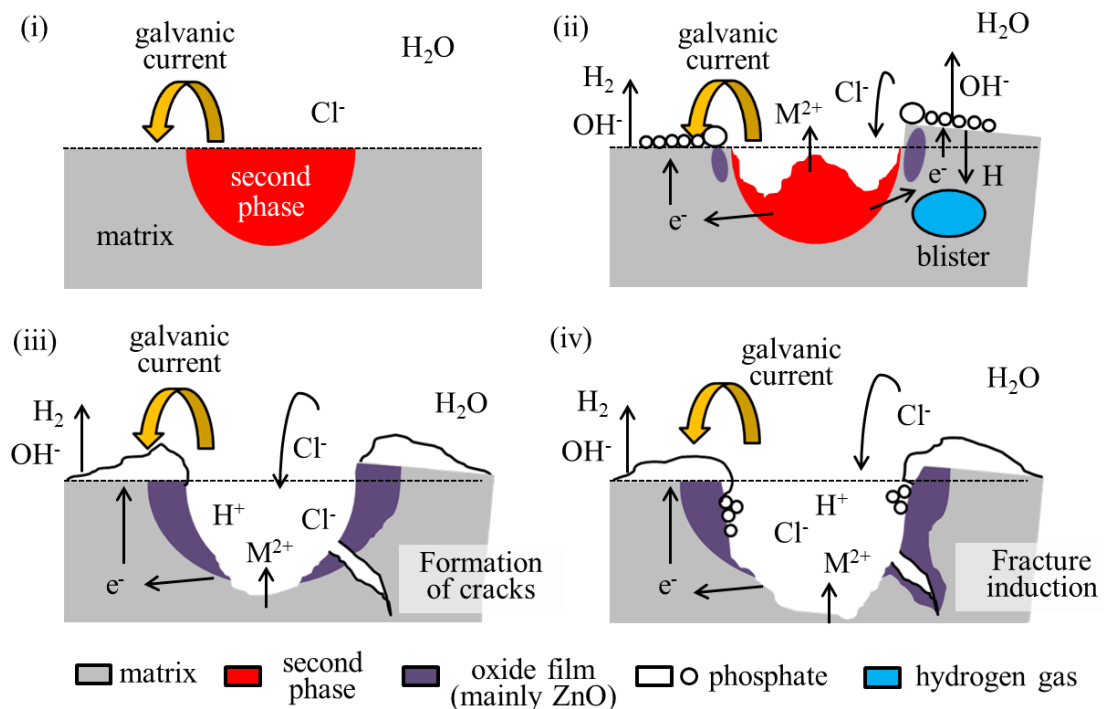 (i)
galvanic
current
H₂O
Cl⁻
second
phase
matrix
(ii)
galvanic
current
H₂O
H₂
OH⁻
M²⁺
Cl⁻
OH⁻
e⁻
e⁻
H
blister
(iii)
galvanic
current
H₂
OH⁻
H₂O
Cl⁻
H⁺
Cl⁻
M²⁺
e⁻
Formation
of cracks
(iv)
galvanic
current
H₂O
H₂
OH⁻
Cl⁻
H⁺
Cl⁻
M²⁺
e⁻
Fracture
induction
matrix
second
phase
oxide film
(mainly ZnO)
phosphate
hydrogen gas